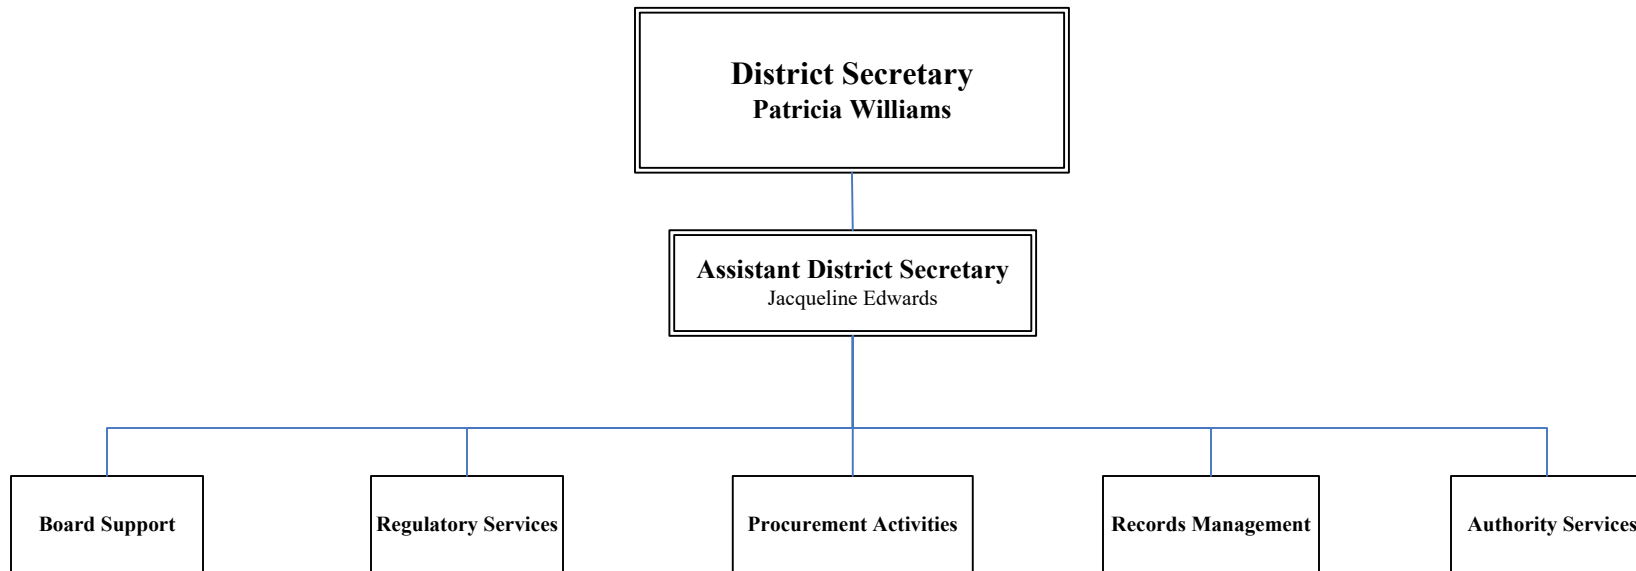 District Secretary
Patricia Williams
Assistant District Secretary
Jacqueline Edwards
Board Support
Regulatory Services
Procurement Activities
Records Management
Authority Services